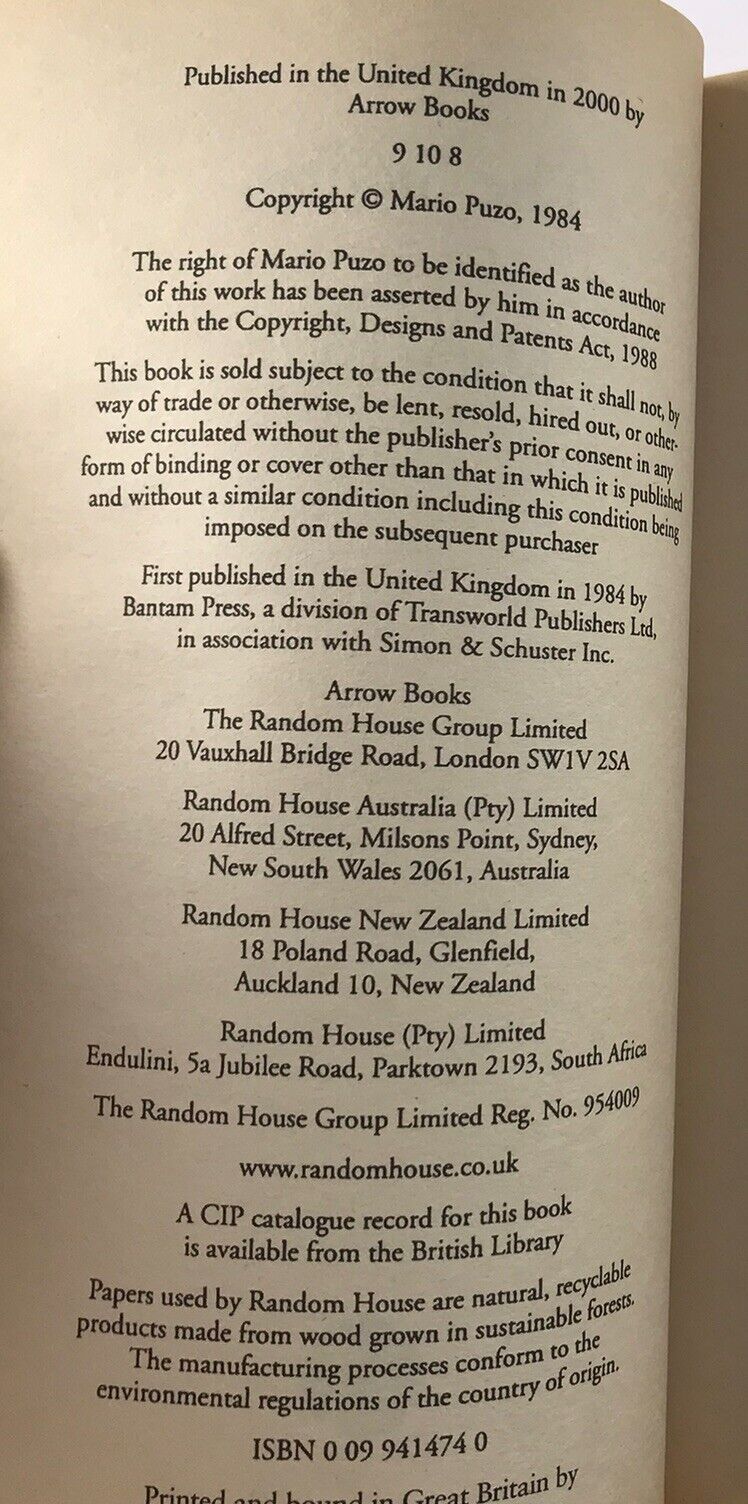 Published in the United Kingdom in 2000 by
Arrow Books
9 10 8
Copyright © Mario Puzo, 1984
The right of Mario Puzo to be identified as the author
of this work has been asserted by him in accordance
with the Copyright, Designs and Patents Act, 1988
This book is sold subject to the condition that it shall not, by
way of trade or otherwise, be lent, resold, hired out, or other-
wise circulated without the publisher's prior consent in any
form of binding or cover other than that in which it is published
and without a similar condition including this condition being
imposed on the subsequent purchaser
First published in the United Kingdom in 1984 by
Bantam Press, a division of Transworld Publishers Ltd,
in association with Simon & Schuster Inc.
Arrow Books
The Random House Group Limited
20 Vauxhall Bridge Road, London SW1V 2SA
Random House Australia (Pty) Limited
20 Alfred Street, Milsons Point, Sydney,
New South Wales 2061, Australia
Random House New Zealand Limited
18 Poland Road, Glenfield,
Auckland 10, New Zealand
Random House (Pty) Limited
Endulini, 5a Jubilee Road, Parktown 2193, South Africa
The Random House Group Limited Reg. No. 954009
www.randomhouse.co.uk
A CIP catalogue record for this book
is available from the British Library
Papers used by Random House are natural, recyclable
products made from wood grown in sustainable forests.
The manufacturing processes conform to the
environmental regulations of the country of origin.
ISBN 0 09 941474 0
Printed and bound in Great Britain by